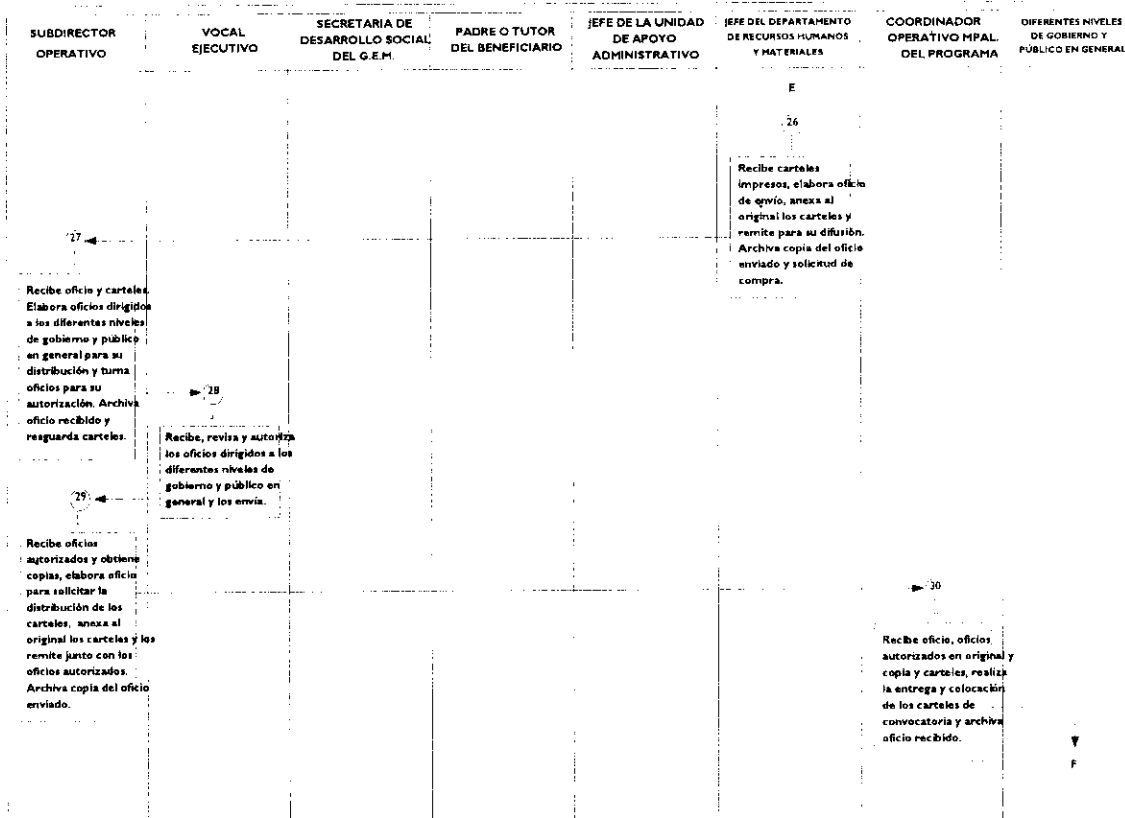 SUBDIRECTOR
OPERATIVO
VOCAL
EJECUTIVO
SECRETARIA DE
DESARROLLO SOCIAL
DEL G.E.M.
PADRE O TUTOR
DEL BENEFICIARIO
JEFE DE LA UNIDAD
DE APOYO
ADMINISTRATIVO
JEFE DEL DEPARTAMENTO
DE RECURSOS HUMANOS
Y MATERIALES
COORDINADOR
OPERATIVO MPAL.
DEL PROGRAMA
DIFERENTES NIVELES
DE GOBIERNO Y
PÚBLICO EN GENERAL
E
26
Recibe carteles
impresos, elabora oficio
de envío, anexa al
original los carteles y
remite para su difusión.
Archiva copia del oficio
enviado y solicitud de
compra.
27
Recibe oficio y carteles.
Elabora oficios dirigidos
a los diferentes niveles
de gobierno y público
en general para su
distribución y turna
oficios para su
autorización. Archiva
oficio recibido y
resguarda carteles.
28
Recibe, revisa y autoriza
los oficios dirigidos a los
diferentes niveles de
gobierno y público en
general y los envía.
29
Recibe oficios
autorizados y obtiene
copias, elabora oficio
para solicitar la
distribución de los
carteles, anexa al
original los carteles y los
remite junto con los
oficios autorizados.
Archiva copia del oficio
enviado.
30
Recibe oficio, oficios
autorizados en original y
copia y carteles, realiza
la entrega y colocación
de los carteles de
convocatoria y archiva
oficio recibido.
F